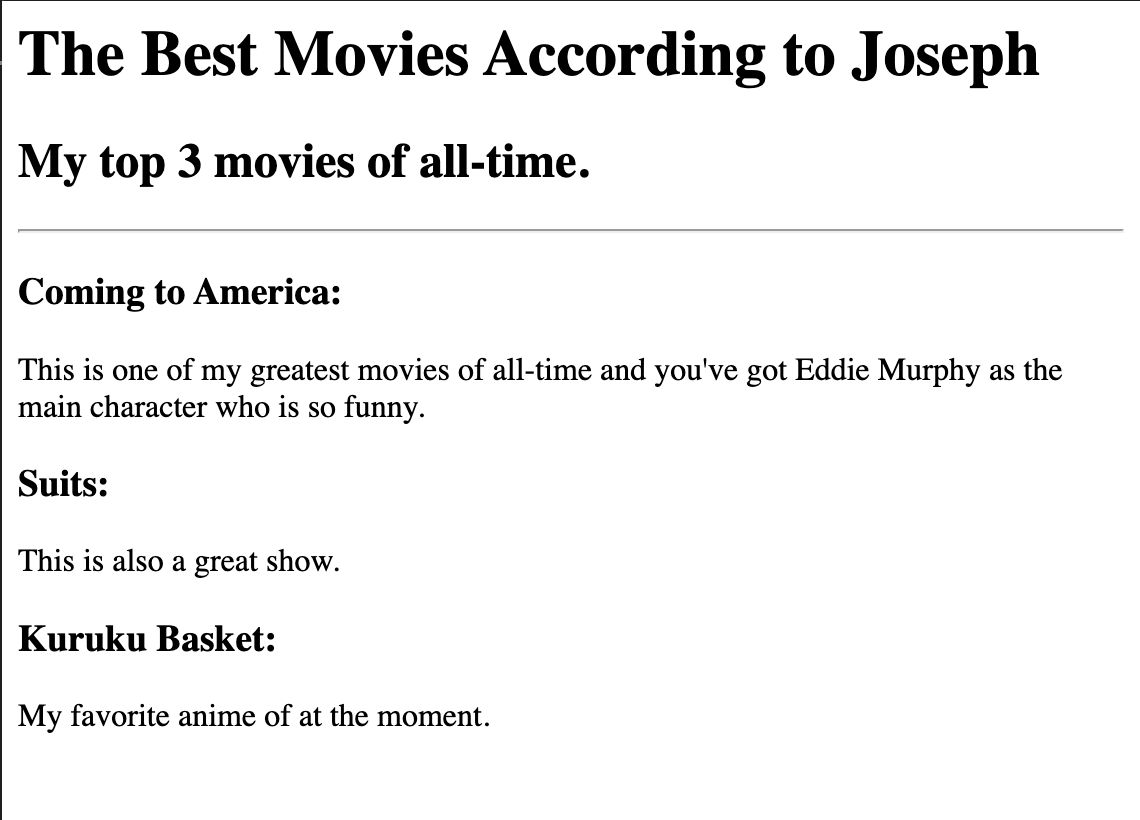 The Best Movies According to Joseph
My top 3 movies of all-time.
Coming to America:
This is one of my greatest movies of all-time and you've got Eddie Murphy as the
main character who is so funny.
Suits:
This is also a great show.
Kuruku Basket:
My favorite anime of at the moment.